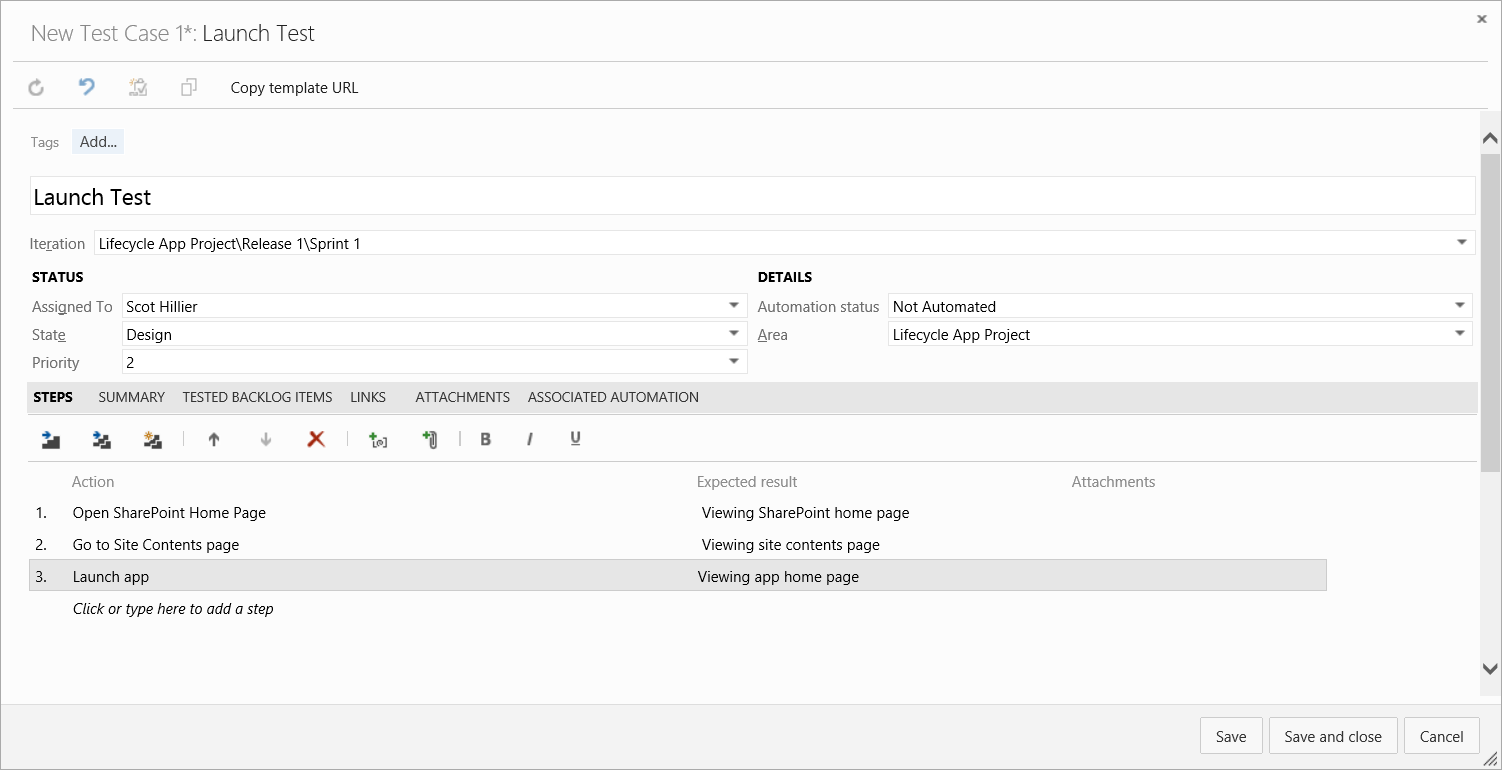 New Test Case 1*: Launch Test
Copy template URL
Tags Add...
Launch Test
Iteration Lifecycle App Project\Release 1\Sprint 1
STATUS DETAILS
Assigned To Scot Hillier Automation status Not Automated
State Design Area Lifecycle App Project
Priority 2
STEPS SUMMARY TESTED BACKLOG ITEMS LINKS ATTACHMENTS ASSOCIATED AUTOMATION
B I U
Action Expected result Attachments
1. Open SharePoint Home Page Viewing SharePoint home page
2. Go to Site Contents page Viewing site contents page
3. Launch app Viewing app home page
Click or type here to add a step
Save Save and close Cancel